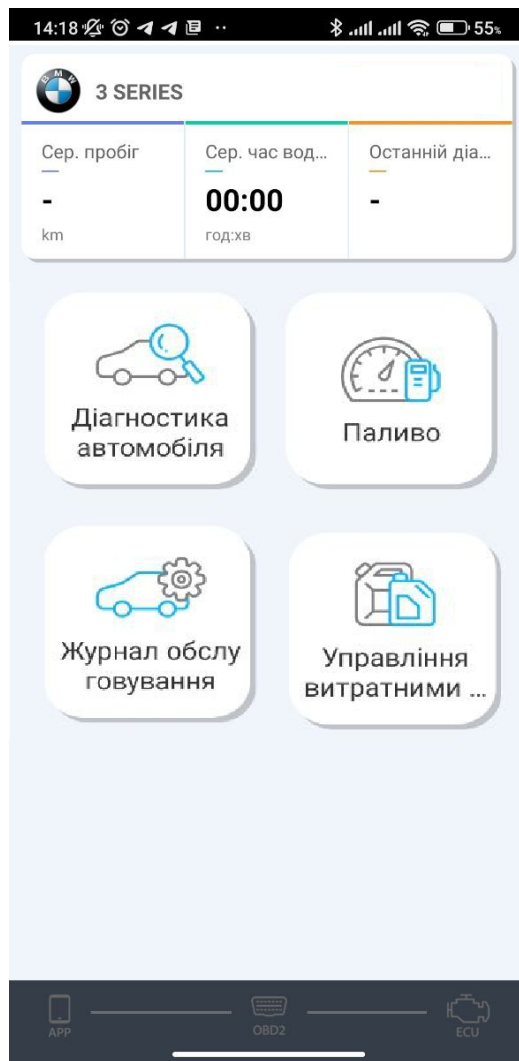 14:18
55%
BMW
3 SERIES
Сер. пробіг
Сер. час вод...
Останній діа...
-
00:00
-
km
год:хв
Діагностика
автомобіля
Паливо
Журнал обслу
говування
Управління
витратними ...
APP
OBD2
ECU